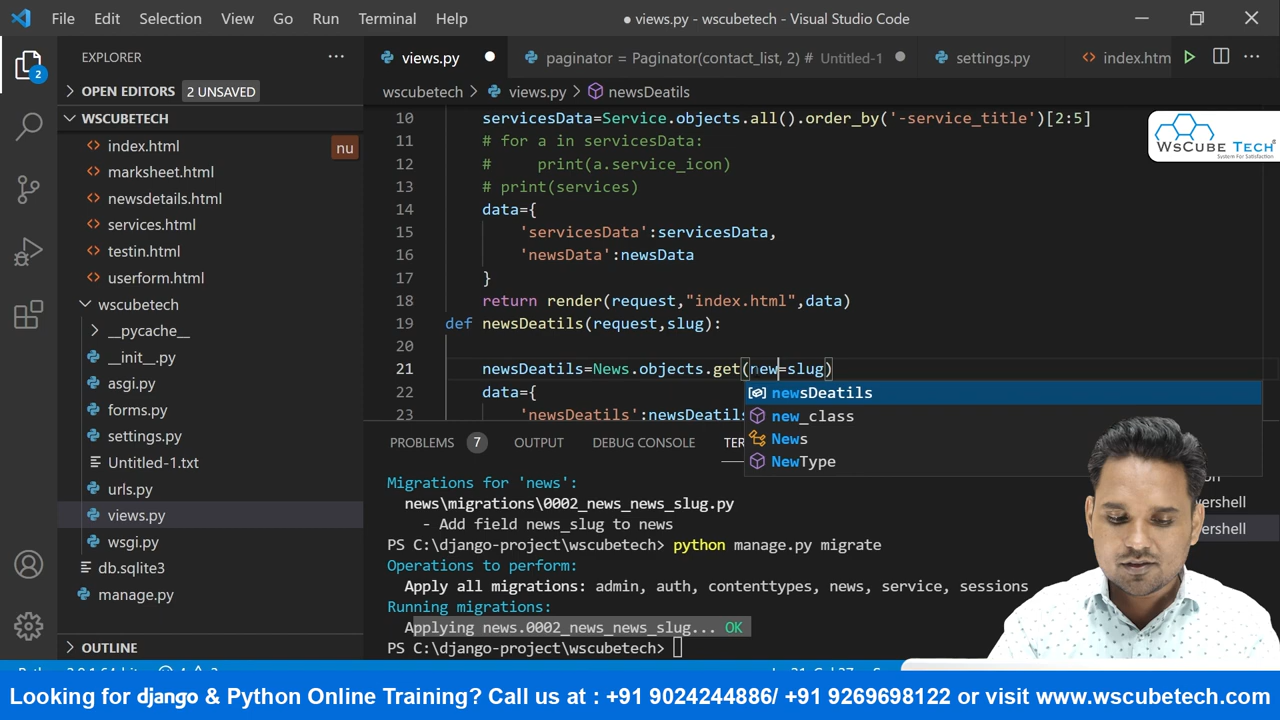 File Edit Selection View Go Run Terminal Help
● views.py - wscubetech - Visual Studio Code
EXPLORER
views.py
paginator = Paginator(contact_list, 2) # Untitled-1
settings.py
index.htm
2
OPEN EDITORS 2 UNSAVED
wscubetech > views.py > newsDeatils
WSCUBETECH
index.html nu
marksheet.html
newsdetails.html
services.html
testin.html
userform.html
wscubetech
__pycache__
__init__.py
asgi.py
forms.py
settings.py
Untitled-1.txt
urls.py
views.py
wsgi.py
db.sqlite3
manage.py
OUTLINE
10 servicesData=Service.objects.all().order_by('-service_title')[2:5]
11 # for a in servicesData:
12 # print(a.service_icon)
13 # print(services)
14 data={
15 'servicesData':servicesData,
16 'newsData':newsData
17 }
18 return render(request,"index.html",data)
19 def newsDeatils(request,slug):
20
21 newsDeatils=News.objects.get(new=slug)
22 data={
23 'newsDeatils':newsDeatils
newsDeatils
new_class
News
NewType
WsCube Tech
System For Satisfaction
PROBLEMS 7 OUTPUT DEBUG CONSOLE TER
Migrations for 'news':
news\migrations\0002_news_news_slug.py
- Add field news_slug to news
PS C:\django-project\wscubetech> python manage.py migrate
Operations to perform:
Apply all migrations: admin, auth, contenttypes, news, service, sessions
Running migrations:
Applying news.0002_news_news_slug... OK
PS C:\django-project\wscubetech>
ershell
ershell
Looking for django & Python Online Training? Call us at : +91 9024244886/ +91 9269698122 or visit www.wscubetech.com